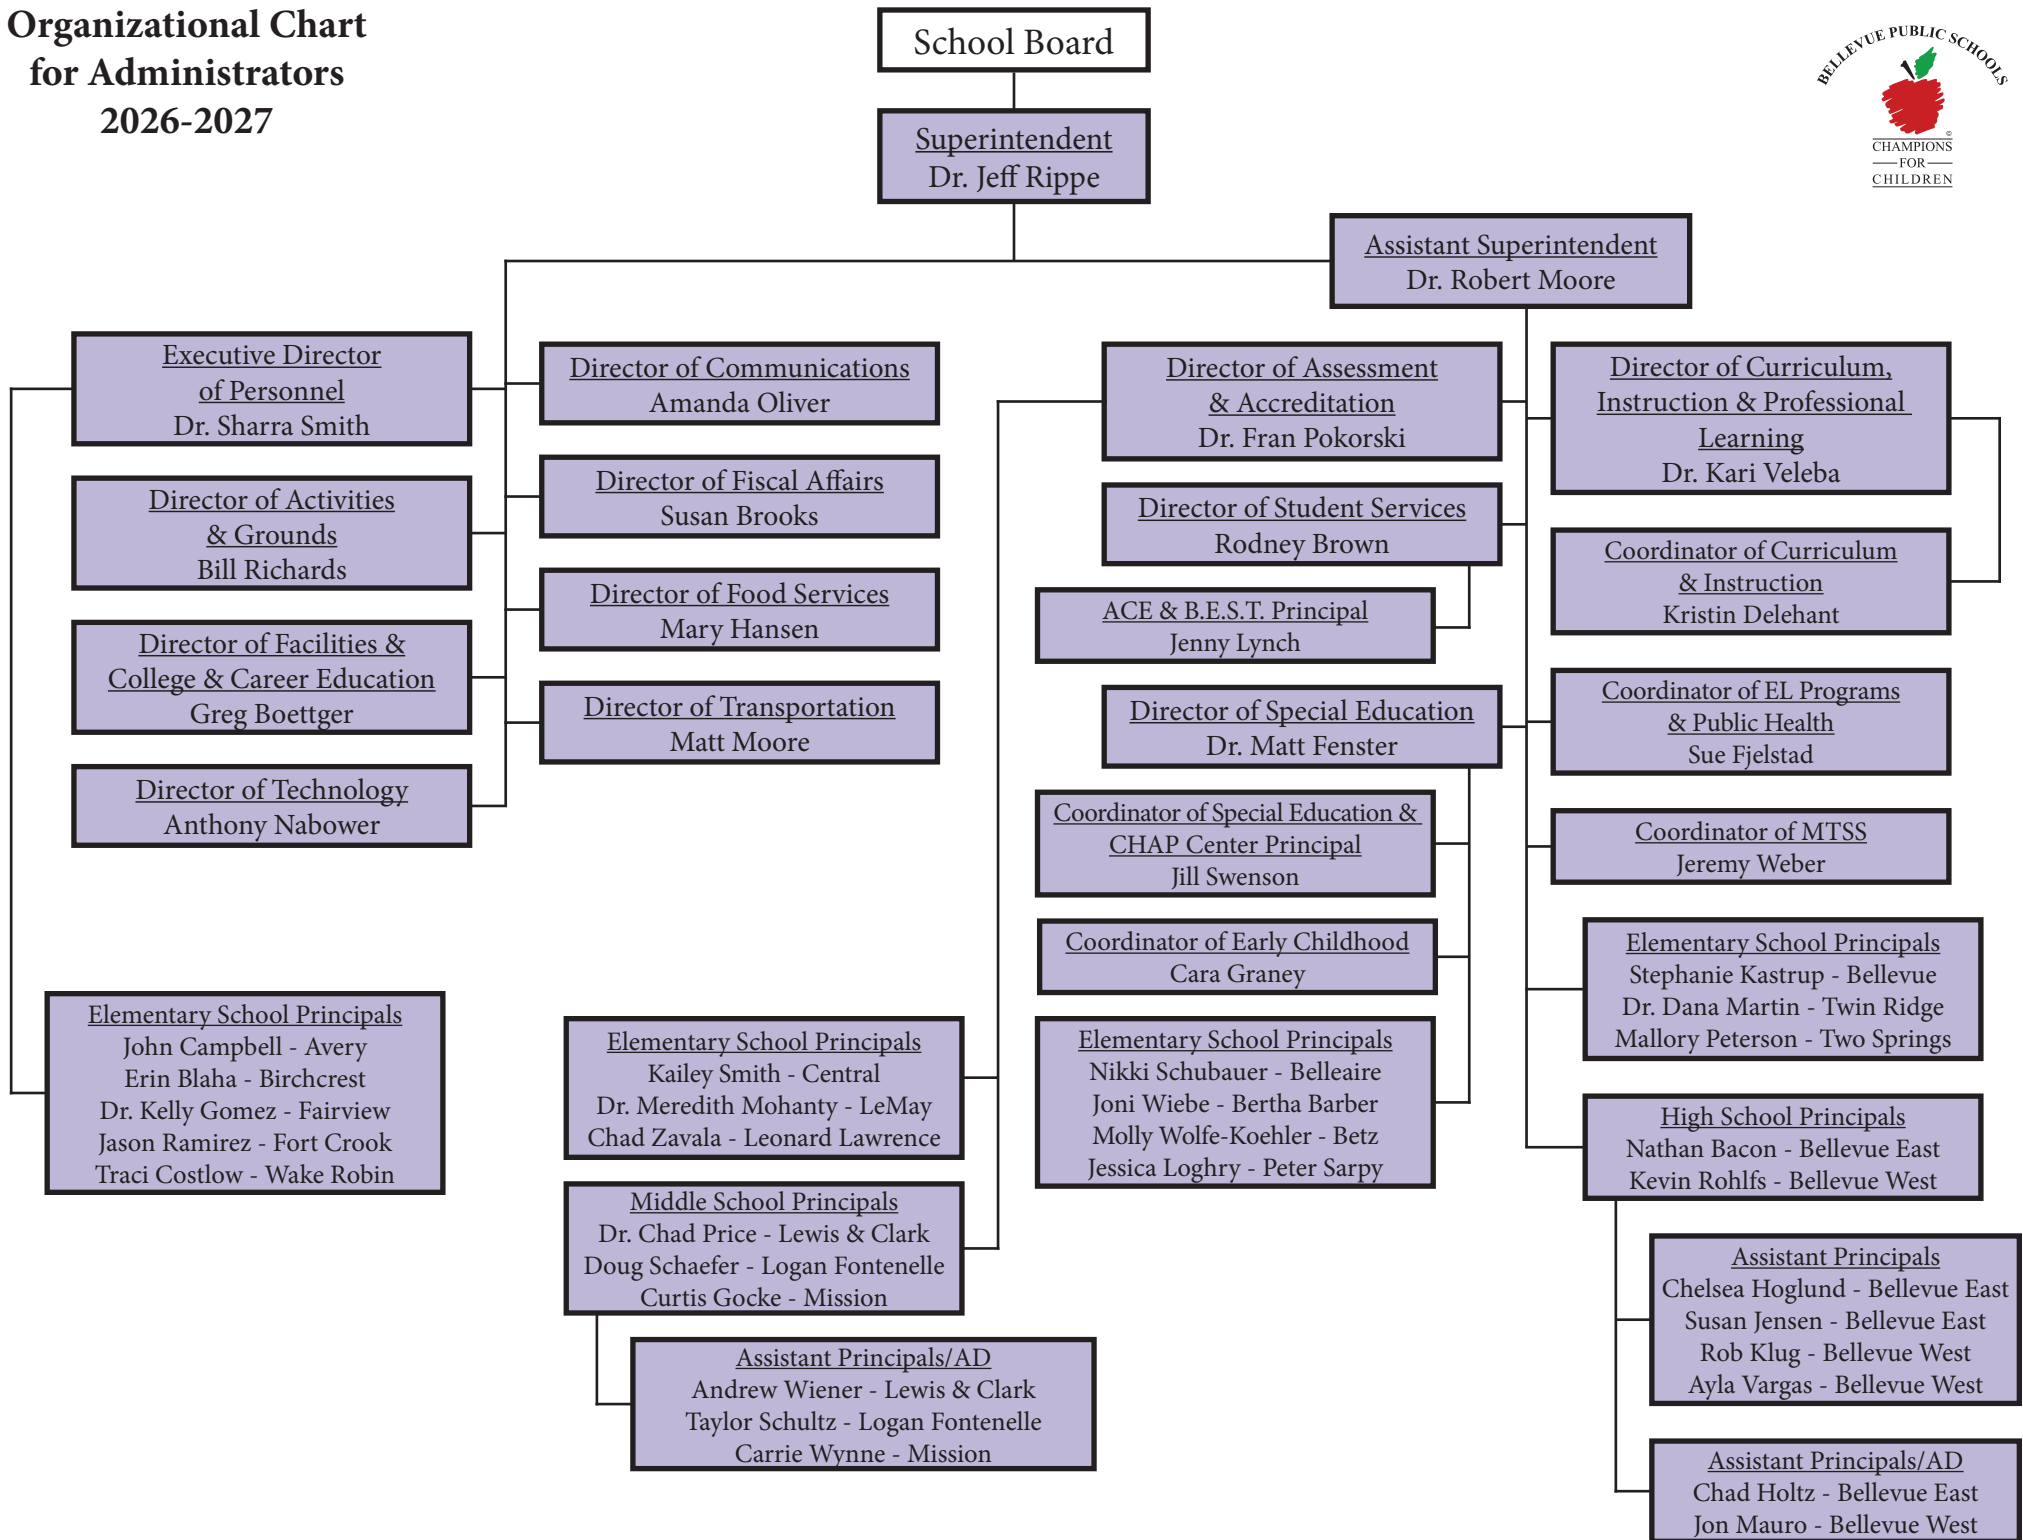 Organizational Chart
for Administrators
2026-2027
BELLEVUE PUBLIC SCHOOLS
©
CHAMPIONS
FOR
CHILDREN
School Board
Superintendent
Dr. Jeff Rippe
Assistant Superintendent
Dr. Robert Moore
Executive Director
of Personnel
Dr. Sharra Smith
Director of Activities
& Grounds
Bill Richards
Director of Facilities &
College & Career Education
Greg Boettger
Director of Technology
Anthony Nabower
Director of Communications
Amanda Oliver
Director of Fiscal Affairs
Susan Brooks
Director of Food Services
Mary Hansen
Director of Transportation
Matt Moore
Director of Assessment
& Accreditation
Dr. Fran Pokorski
Director of Student Services
Rodney Brown
ACE & B.E.S.T. Principal
Jenny Lynch
Director of Special Education
Dr. Matt Fenster
Coordinator of Special Education &
CHAP Center Principal
Jill Swenson
Coordinator of Early Childhood
Cara Graney
Elementary School Principals
Nikki Schubauer - Belleaire
Joni Wiebe - Bertha Barber
Molly Wolfe-Koehler - Betz
Jessica Loghry - Peter Sarpy
Director of Curriculum,
Instruction & Professional
Learning
Dr. Kari Veleba
Coordinator of Curriculum
& Instruction
Kristin Delehant
Coordinator of EL Programs
& Public Health
Sue Fjelstad
Coordinator of MTSS
Jeremy Weber
Elementary School Principals
Stephanie Kastrup - Bellevue
Dr. Dana Martin - Twin Ridge
Mallory Peterson - Two Springs
High School Principals
Nathan Bacon - Bellevue East
Kevin Rohlfs - Bellevue West
Assistant Principals
Chelsea Hoglund - Bellevue East
Susan Jensen - Bellevue East
Rob Klug - Bellevue West
Ayla Vargas - Bellevue West
Assistant Principals/AD
Chad Holtz - Bellevue East
Jon Mauro - Bellevue West
Elementary School Principals
John Campbell - Avery
Erin Blaha - Birchcrest
Dr. Kelly Gomez - Fairview
Jason Ramirez - Fort Crook
Traci Costlow - Wake Robin
Elementary School Principals
Kailey Smith - Central
Dr. Meredith Mohanty - LeMay
Chad Zavala - Leonard Lawrence
Middle School Principals
Dr. Chad Price - Lewis & Clark
Doug Schaefer - Logan Fontenelle
Curtis Gocke - Mission
Assistant Principals/AD
Andrew Wiener - Lewis & Clark
Taylor Schultz - Logan Fontenelle
Carrie Wynne - Mission